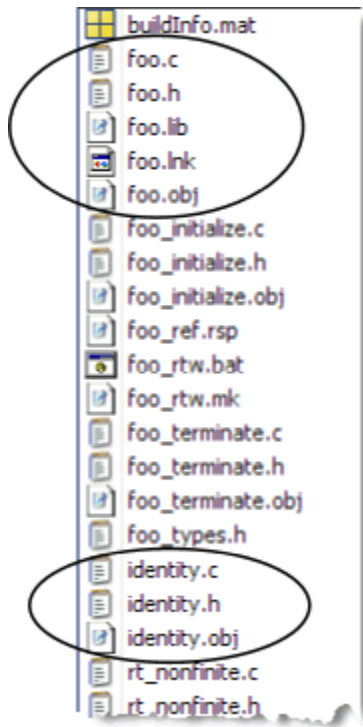 buildInfo.mat
foo.c
foo.h
foo.lib
foo.lnk
foo.obj
foo_initialize.c
foo_initialize.h
foo_initialize.obj
foo_ref.rsp
foo_rtw.bat
foo_rtw.mk
foo_terminate.c
foo_terminate.h
foo_terminate.obj
foo_types.h
identity.c
identity.h
identity.obj
rt_nonfinite.c
rt_nonfinite.h